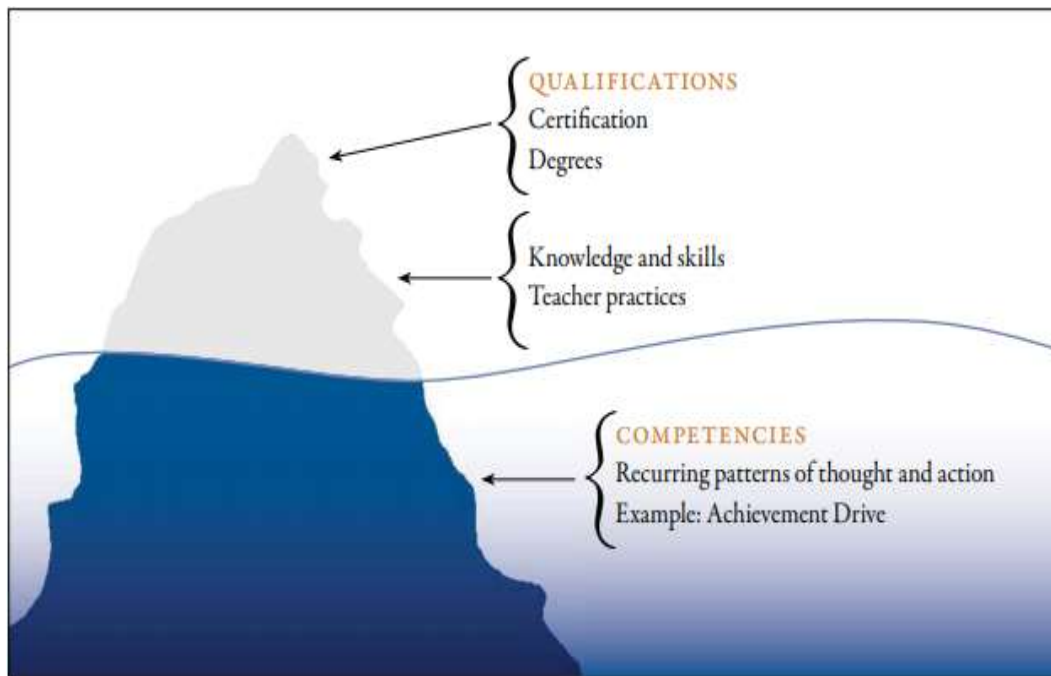 QUALIFICATIONS
Certification
Degrees
Knowledge and skills
Teacher practices
COMPETENCIES
Recurring patterns of thought and action
Example: Achievement Drive